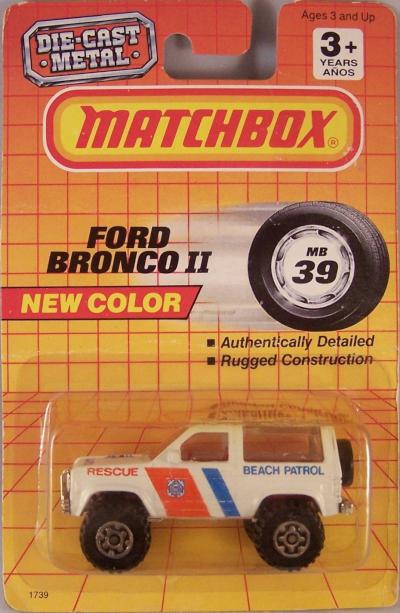 Ages 3 and Up
DIE-CAST
METAL
3+
YEARS
AÑOS
MATCHBOX®
FORD
BRONCO II
MB
39
NEW COLOR
■ Authentically Detailed
■ Rugged Construction
RESCUE
BEACH PATROL
1739